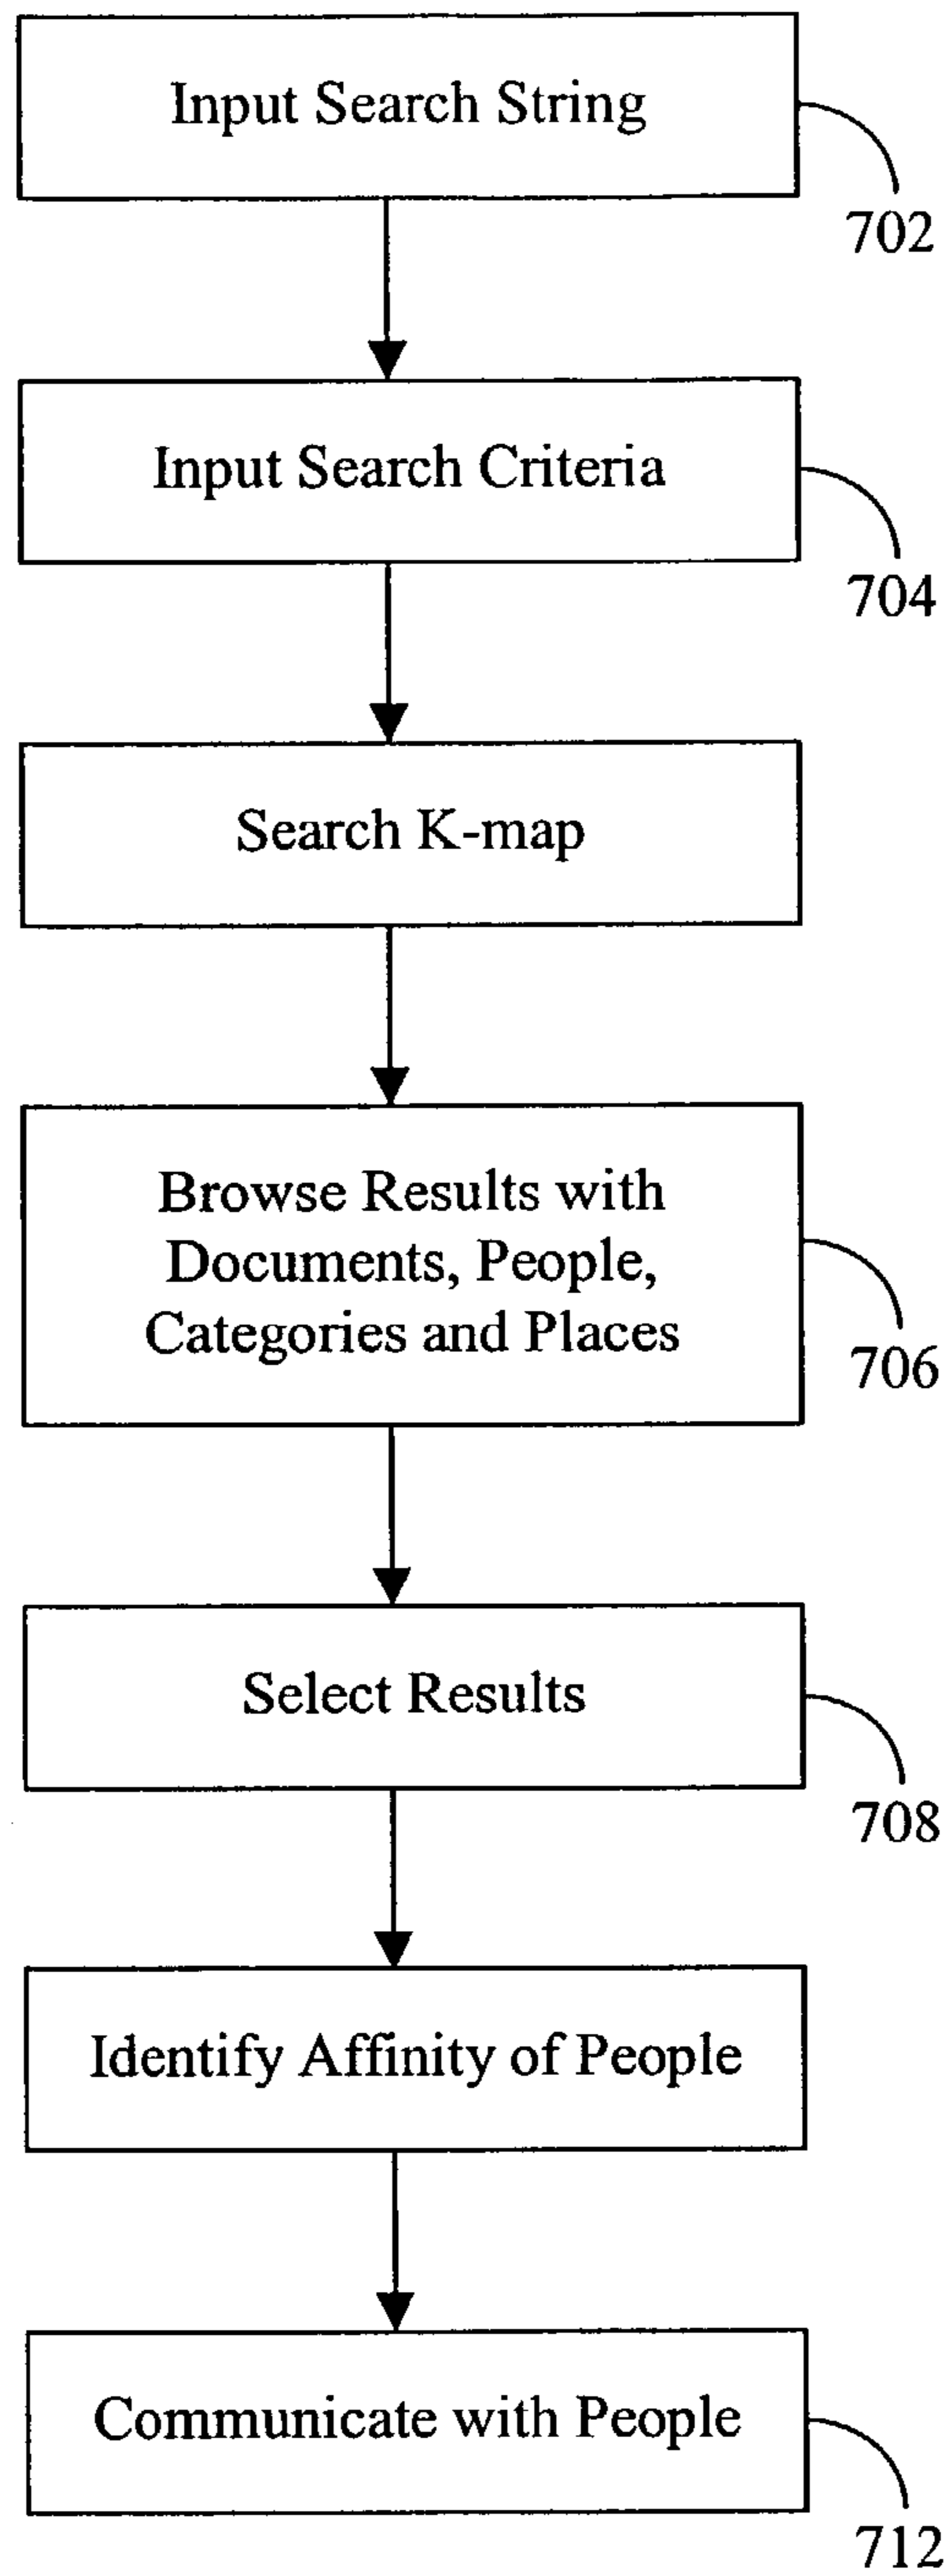 Input Search String
702
Input Search Criteria
704
Search K-map
Browse Results with
Documents, People,
Categories and Places
706
Select Results
708
Identify Affinity of People
Communicate with People
712